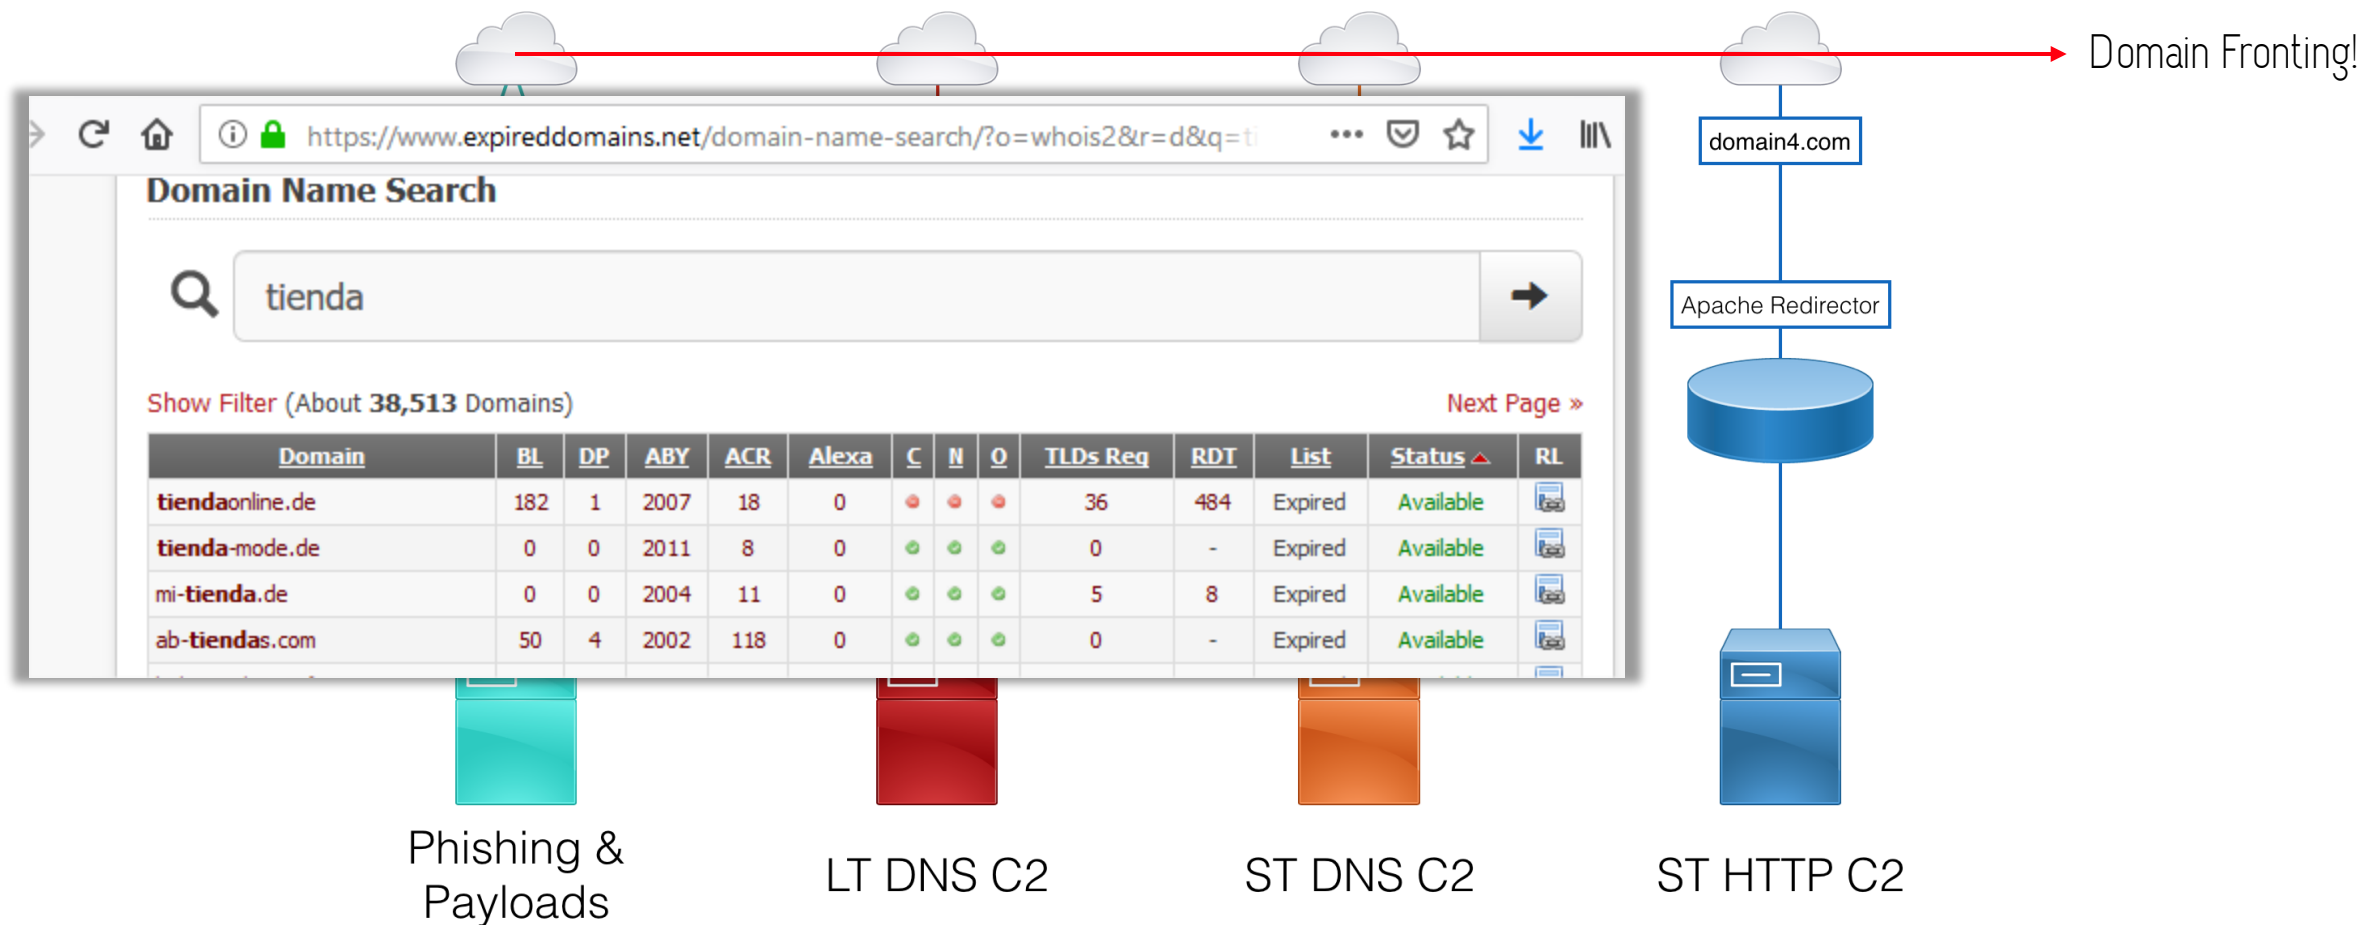 Domain Fronting!
https://www.expireddomains.net/domain-name-search/?o=whois2&r=d&q=ti
domain4.com
Domain Name Search
tienda
Apache Redirector
Show Filter (About 38,513 Domains) Next Page »
Domain BL DP ABY ACR Alexa C N O TLDs Reg RDT List Status RL
tiendaonline.de 182 1 2007 18 0 36 484 Expired Available
tienda-mode.de 0 0 2011 8 0 0 - Expired Available
mi-tienda.de 0 0 2004 11 0 5 8 Expired Available
ab-tiendas.com 50 4 2002 118 0 0 - Expired Available
Phishing &
Payloads
LT DNS C2
ST DNS C2
ST HTTP C2